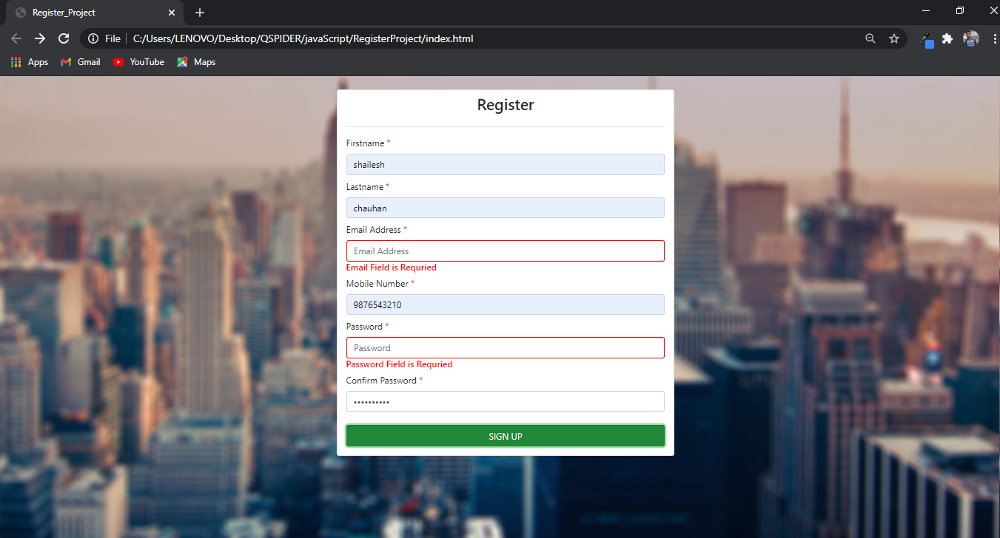 Register_Project
File C:/Users/LENOVO/Desktop/QSPIDER/javaScript/RegisterProject/index.html
Apps Gmail YouTube Maps
Register
Firstname *
shailesh
Lastname *
chauhan
Email Address *
Email Address
Email Field is Requried
Mobile Number *
9876543210
Password *
Password
Password Field is Requried
Confirm Password *
••••••••••
SIGN UP